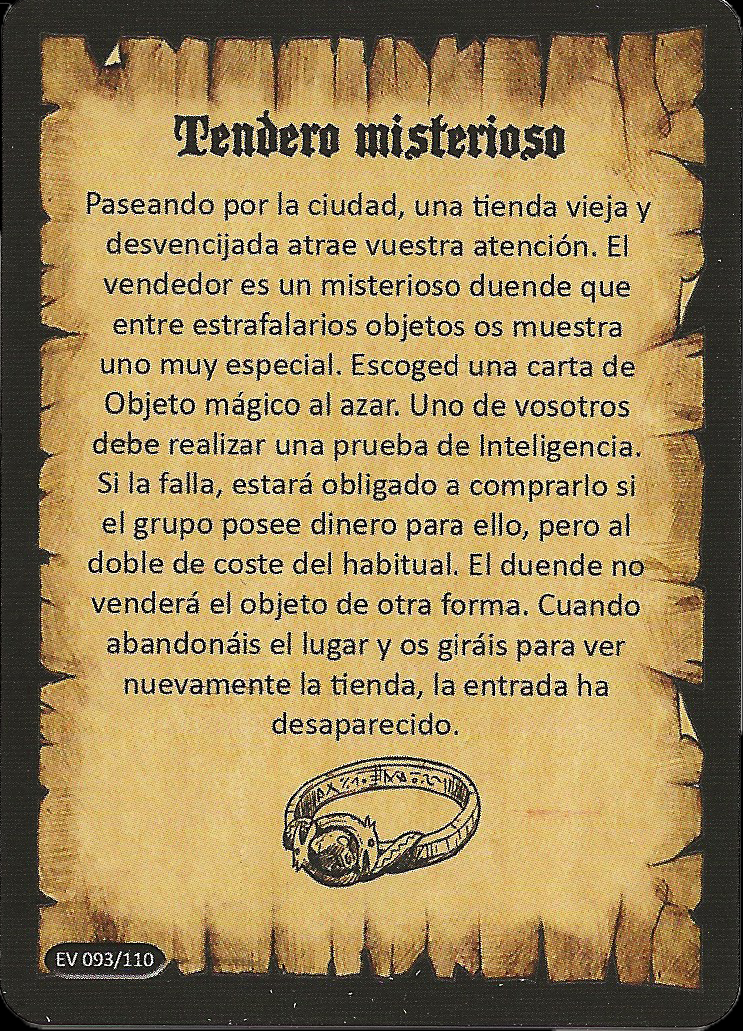 Tendero misterioso
Paseando por la ciudad, una tienda vieja y
desvencijada atrae vuestra atención. El
vendedor es un misterioso duende que
entre estrafalarios objetos os muestra
uno muy especial. Escoged una carta de
Objeto mágico al azar. Uno de vosotros
debe realizar una prueba de Inteligencia.
Si la falla, estará obligado a comprarlo si
el grupo posee dinero para ello, pero al
doble de coste del habitual. El duende no
venderá el objeto de otra forma. Cuando
abandonáis el lugar y os giráis para ver
nuevamente la tienda, la entrada ha
desaparecido.
EV 093/110